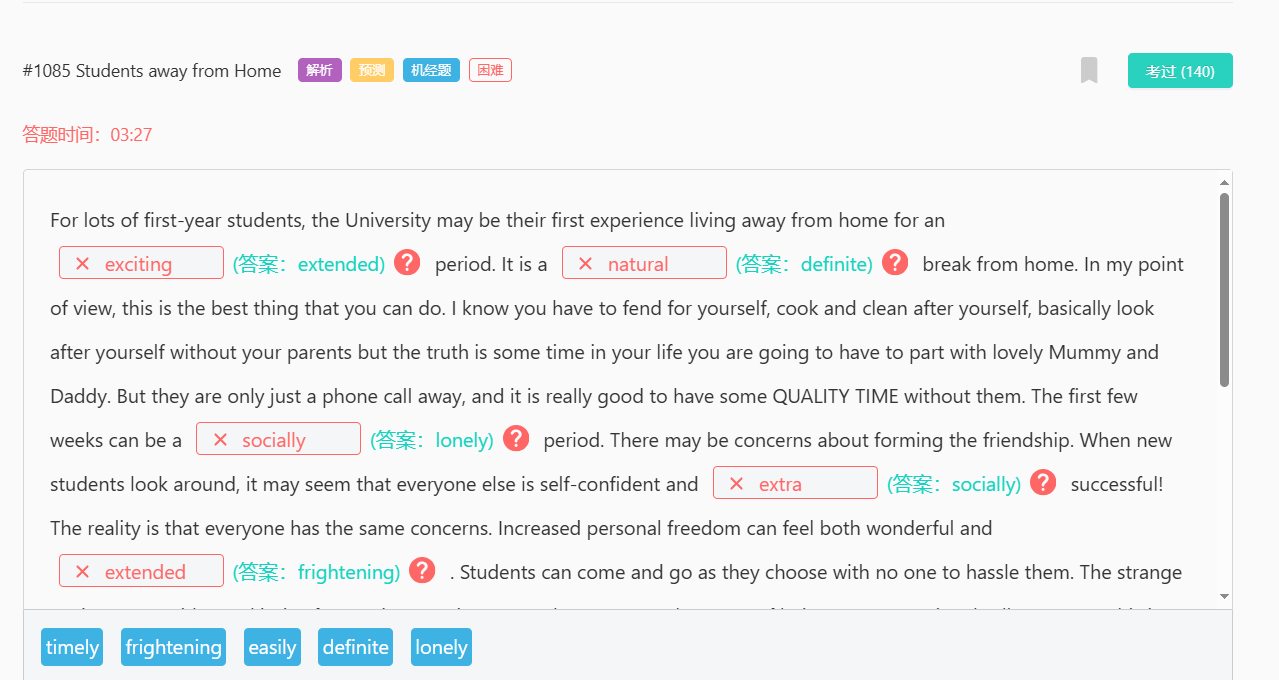 #1085 Students away from Home 解析 预测 机经题 困难 考过 (140)
答题时间：03:27
For lots of first-year students, the University may be their first experience living away from home for an
× exciting (答案：extended) ? period. It is a × natural (答案：definite) ? break from home. In my point
of view, this is the best thing that you can do. I know you have to fend for yourself, cook and clean after yourself, basically look
after yourself without your parents but the truth is some time in your life you are going to have to part with lovely Mummy and
Daddy. But they are only just a phone call away, and it is really good to have some QUALITY TIME without them. The first few
weeks can be a × socially (答案：lonely) ? period. There may be concerns about forming the friendship. When new
students look around, it may seem that everyone else is self-confident and × extra (答案：socially) ? successful!
The reality is that everyone has the same concerns. Increased personal freedom can feel both wonderful and
× extended (答案：frightening) ? . Students can come and go as they choose with no one to hassle them. The strange
timely frightening easily definite lonely